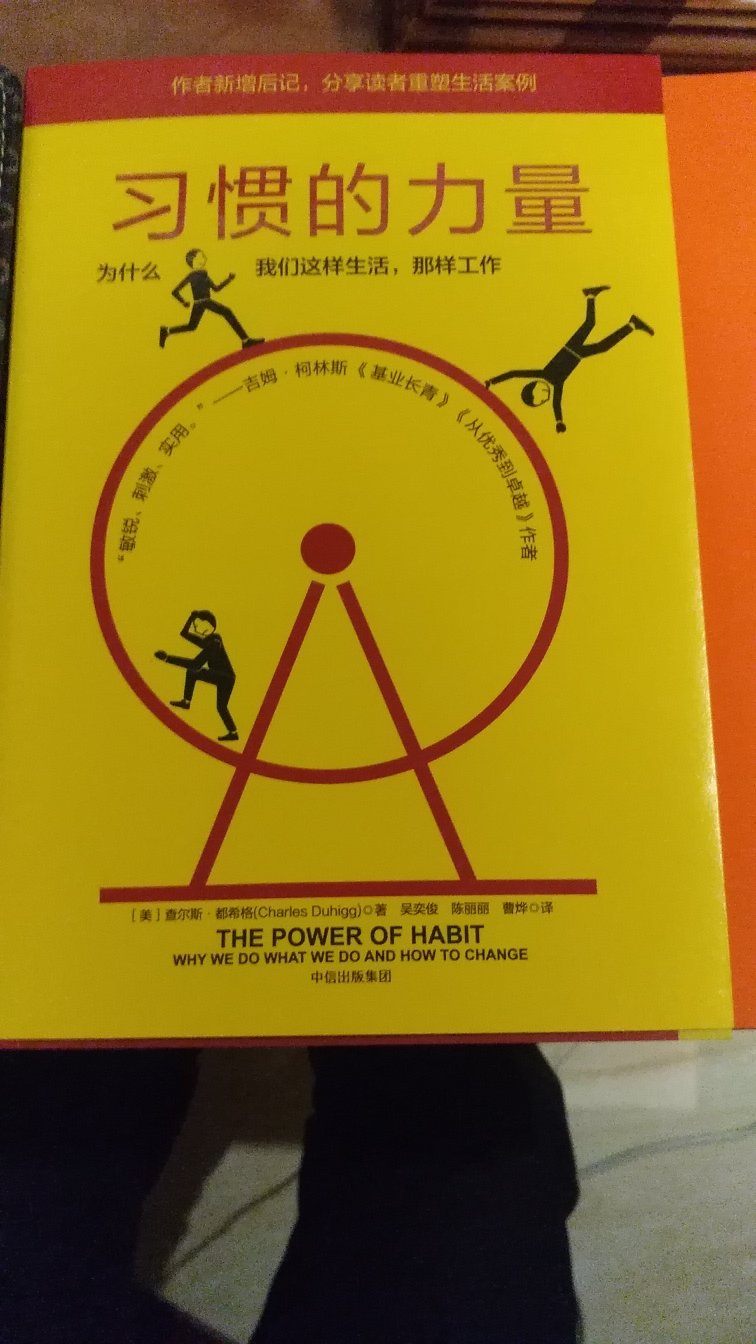 作者新增后记，分享读者重塑生活案例
习惯的力量
为什么 我们这样生活，那样工作
“敏锐、刺激、实用。”——吉姆·柯林斯《基业长青》《从优秀到卓越》作者
［美］查尔斯·都希格(Charles Duhigg)◎著 吴奕俊 陈丽丽 曹烨◎译
THE POWER OF HABIT
WHY WE DO WHAT WE DO AND HOW TO CHANGE
中信出版集团